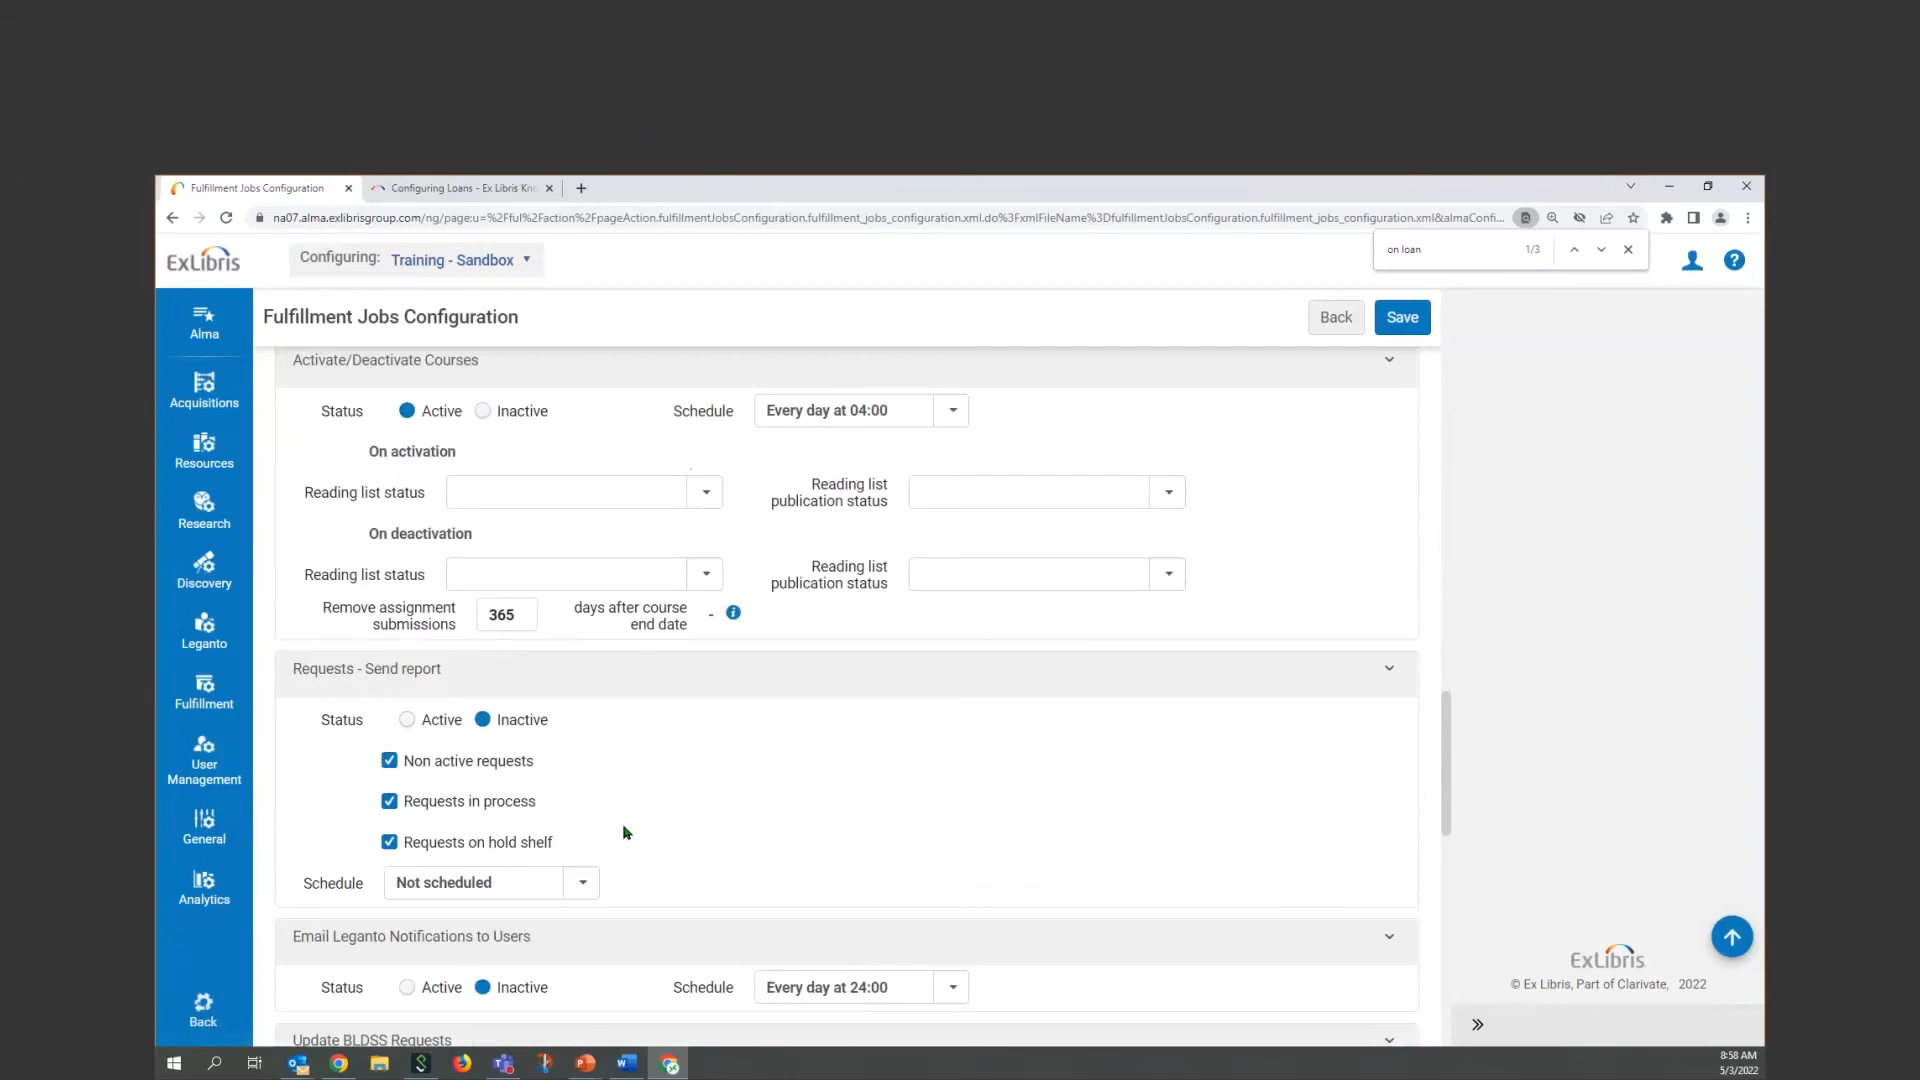 Fulfillment Jobs Configuration
Configuring Loans - Ex Libris Kno
na07.alma.exlibrisgroup.com/ng/page;u=%2Fful%2Faction%2FpageAction.fulfillmentJobsConfiguration.fulfillment_jobs_configuration.xml.do%3FxmlFileName%3DfulfillmentJobsConfiguration.fulfillment_jobs_configuration.xml&almaConfi...
on loan 1/3
ExLibris
Configuring: Training - Sandbox
Alma
Acquisitions
Resources
Research
Discovery
Leganto
Fulfillment
User
Management
General
Analytics
Back
Fulfillment Jobs Configuration
Back Save
Activate/Deactivate Courses
Status Active Inactive Schedule Every day at 04:00
On activation
Reading list status
Reading list
publication status
On deactivation
Reading list status
Reading list
publication status
Remove assignment
submissions
365
days after course
end date
-
Requests - Send report
Status Active Inactive
Non active requests
Requests in process
Requests on hold shelf
Schedule Not scheduled
Email Leganto Notifications to Users
Status Active Inactive Schedule Every day at 24:00
Update BLDSS Requests
ExLibris
© Ex Libris, Part of Clarivate, 2022
8:58 AM
5/3/2022